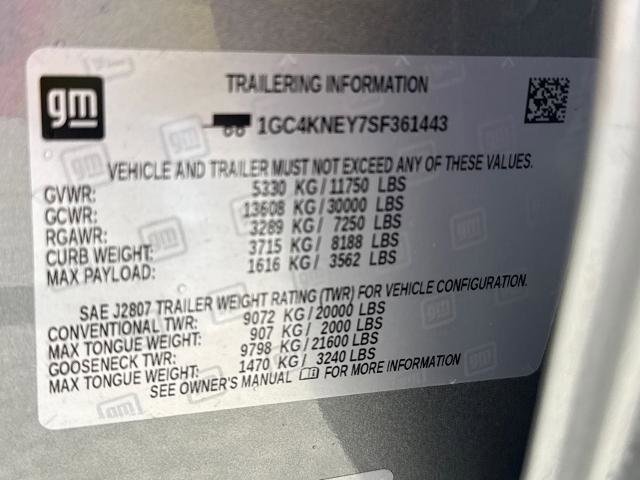 gm
TRAILERING INFORMATION
1GC4KNEY7SF361443
VEHICLE AND TRAILER MUST NOT EXCEED ANY OF THESE VALUES.
GVWR: 5330 KG / 11750 LBS
GCWR: 13608 KG / 30000 LBS
RGAWR: 3289 KG / 7250 LBS
CURB WEIGHT: 3715 KG / 8188 LBS
MAX PAYLOAD: 1616 KG / 3562 LBS
SAE J2807 TRAILER WEIGHT RATING (TWR) FOR VEHICLE CONFIGURATION.
CONVENTIONAL TWR: 9072 KG / 20000 LBS
MAX TONGUE WEIGHT: 907 KG / 2000 LBS
GOOSENECK TWR: 9798 KG / 21600 LBS
MAX TONGUE WEIGHT: 1470 KG / 3240 LBS
SEE OWNER'S MANUAL FOR MORE INFORMATION